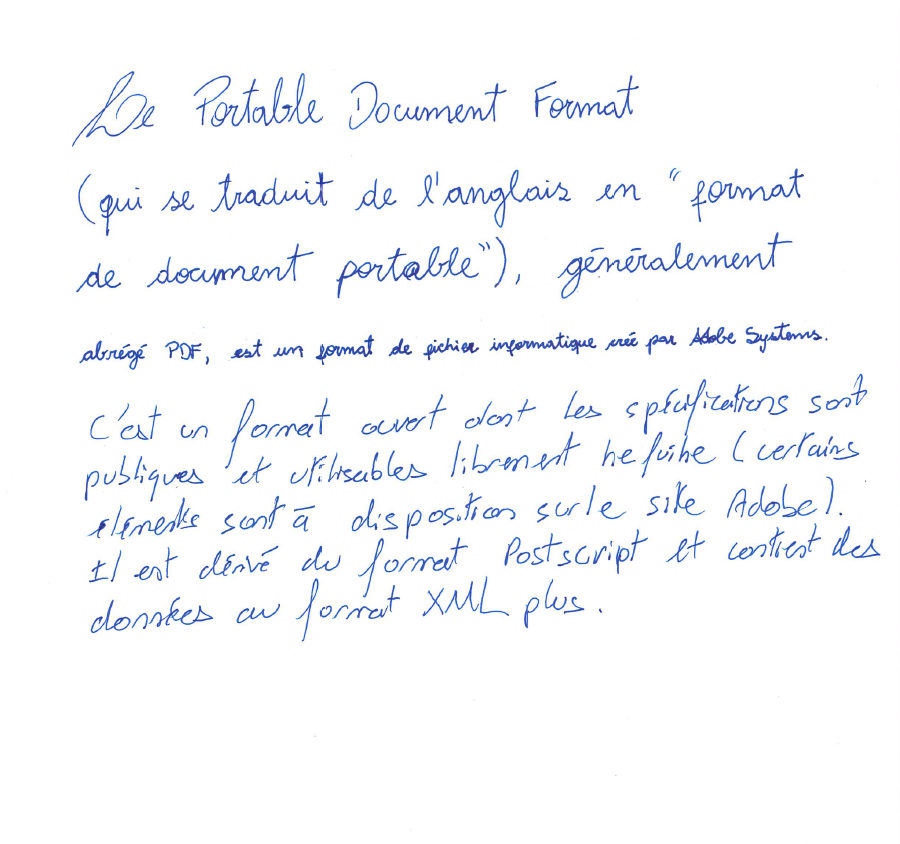 Le Portable Document Format
(qui se traduit de l'anglais en "format
de document portable"), généralement
abrégé PDF, est un format de fichier informatique créé par Adobe Systems.
C'est un format ouvert dont les spécifications sont
publiques et utilisables librement (certains
éléments sont à disposition sur le site Adobe).
Il est dérivé du format Postscript et contient des
données au format XML plus.